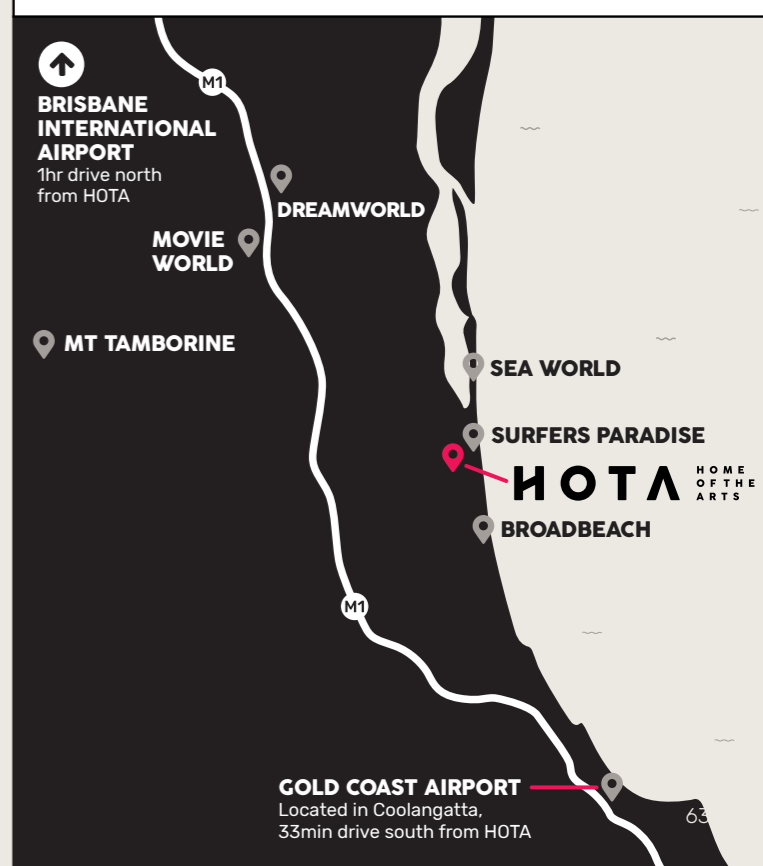 M1
BRISBANE
INTERNATIONAL
AIRPORT
1hr drive north
from HOTA
DREAMWORLD
MOVIE
WORLD
MT TAMBORINE
SEA WORLD
SURFERS PARADISE
HOTA
HOME
OF THE
ARTS
BROADBEACH
M1
GOLD COAST AIRPORT
Located in Coolangatta,
33min drive south from HOTA
63